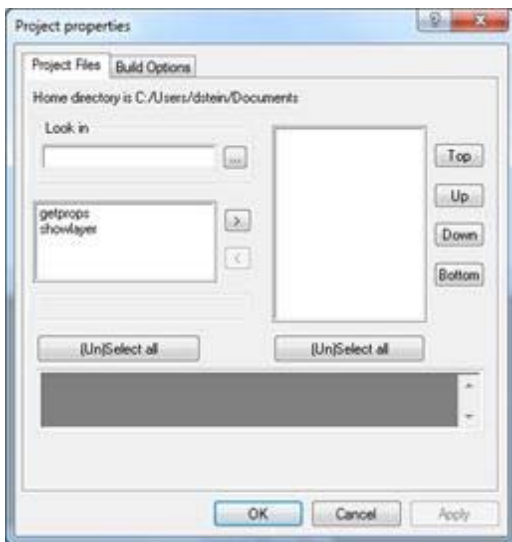 Project properties
Project Files
Build Options
Home directory is C:/Users/dstein/Documents
Look in
...
getprops
showlayer
>
<
Top
Up
Down
Bottom
(Un)Select all
(Un)Select all
OK
Cancel
Apply